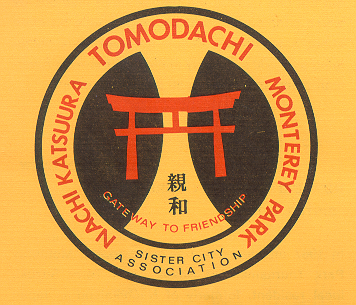 NACHI KATSUURA TOMODACHI MONTEREY PARK
親和
GATEWAY TO FRIENDSHIP
SISTER CITY
ASSOCIATION